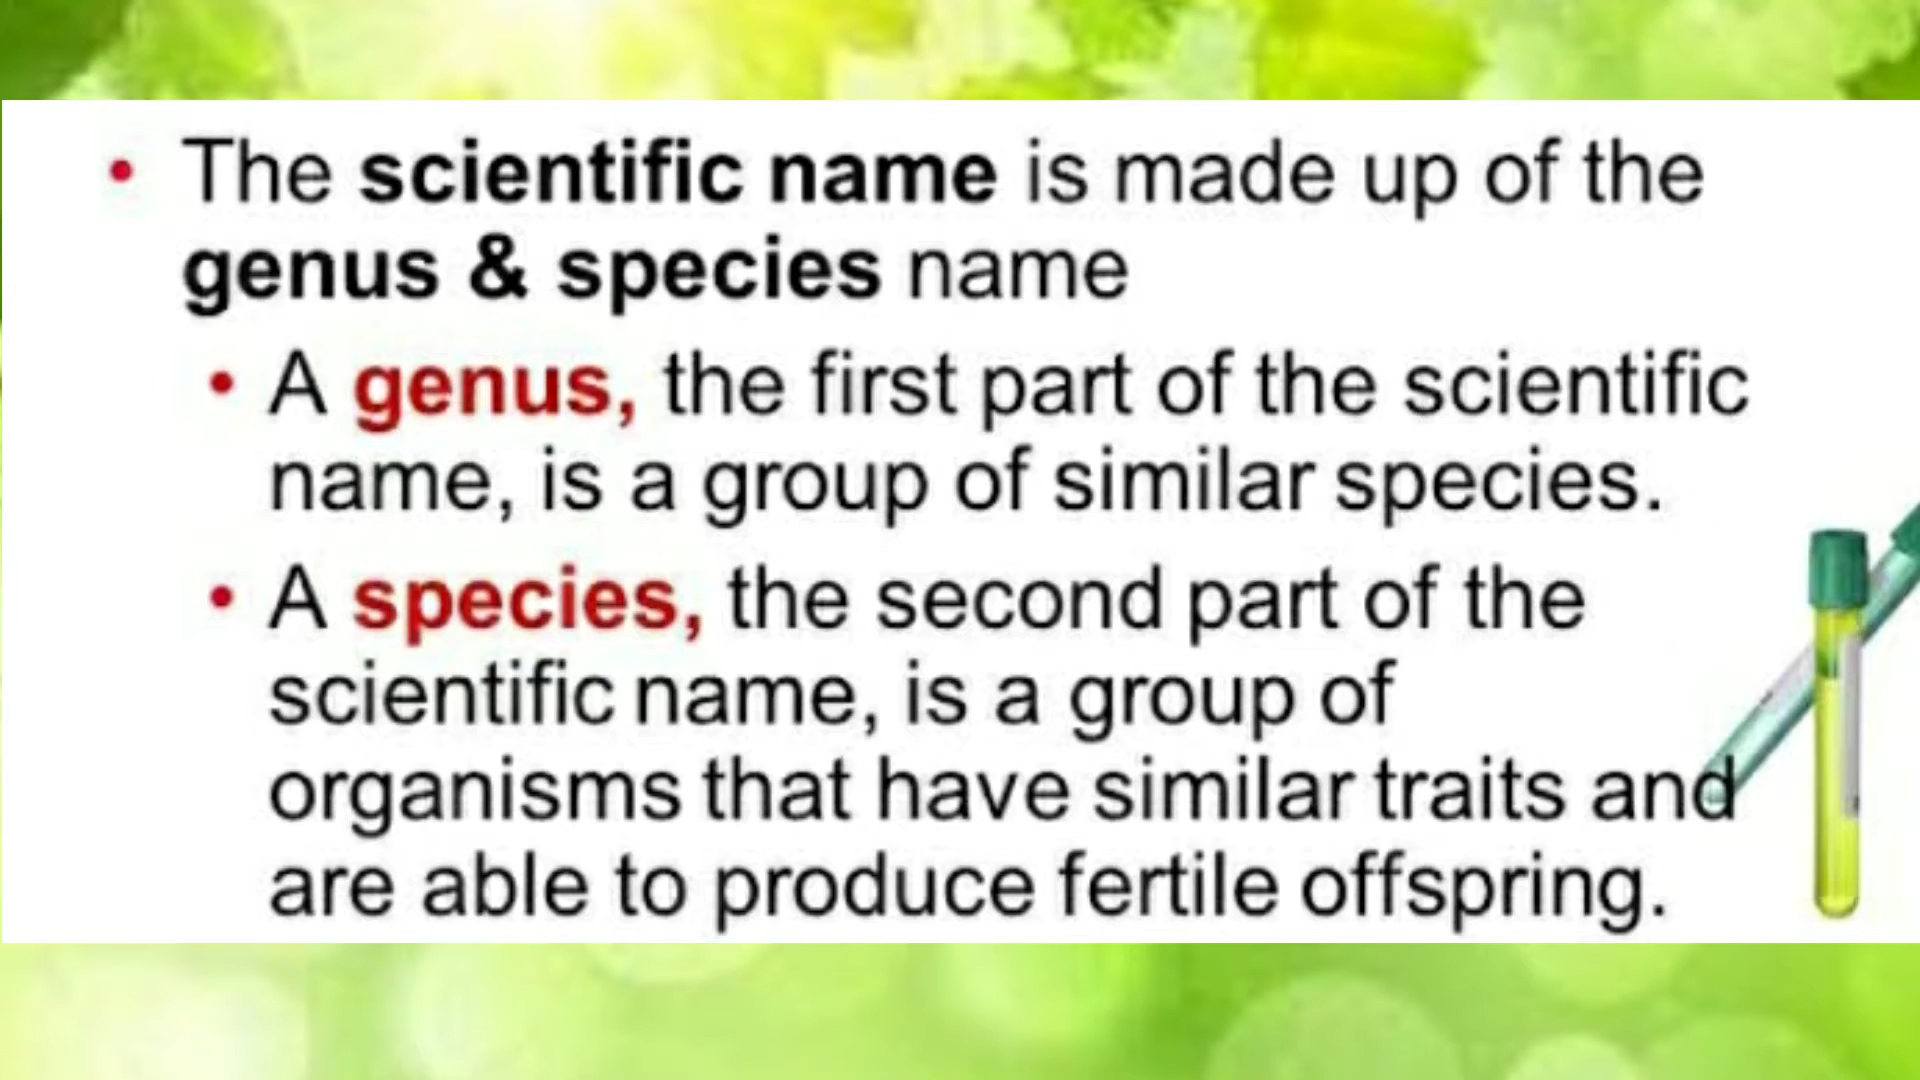 • The scientific name is made up of the
genus & species name
• A genus, the first part of the scientific
name, is a group of similar species.
• A species, the second part of the
scientific name, is a group of
organisms that have similar traits and
are able to produce fertile offspring.